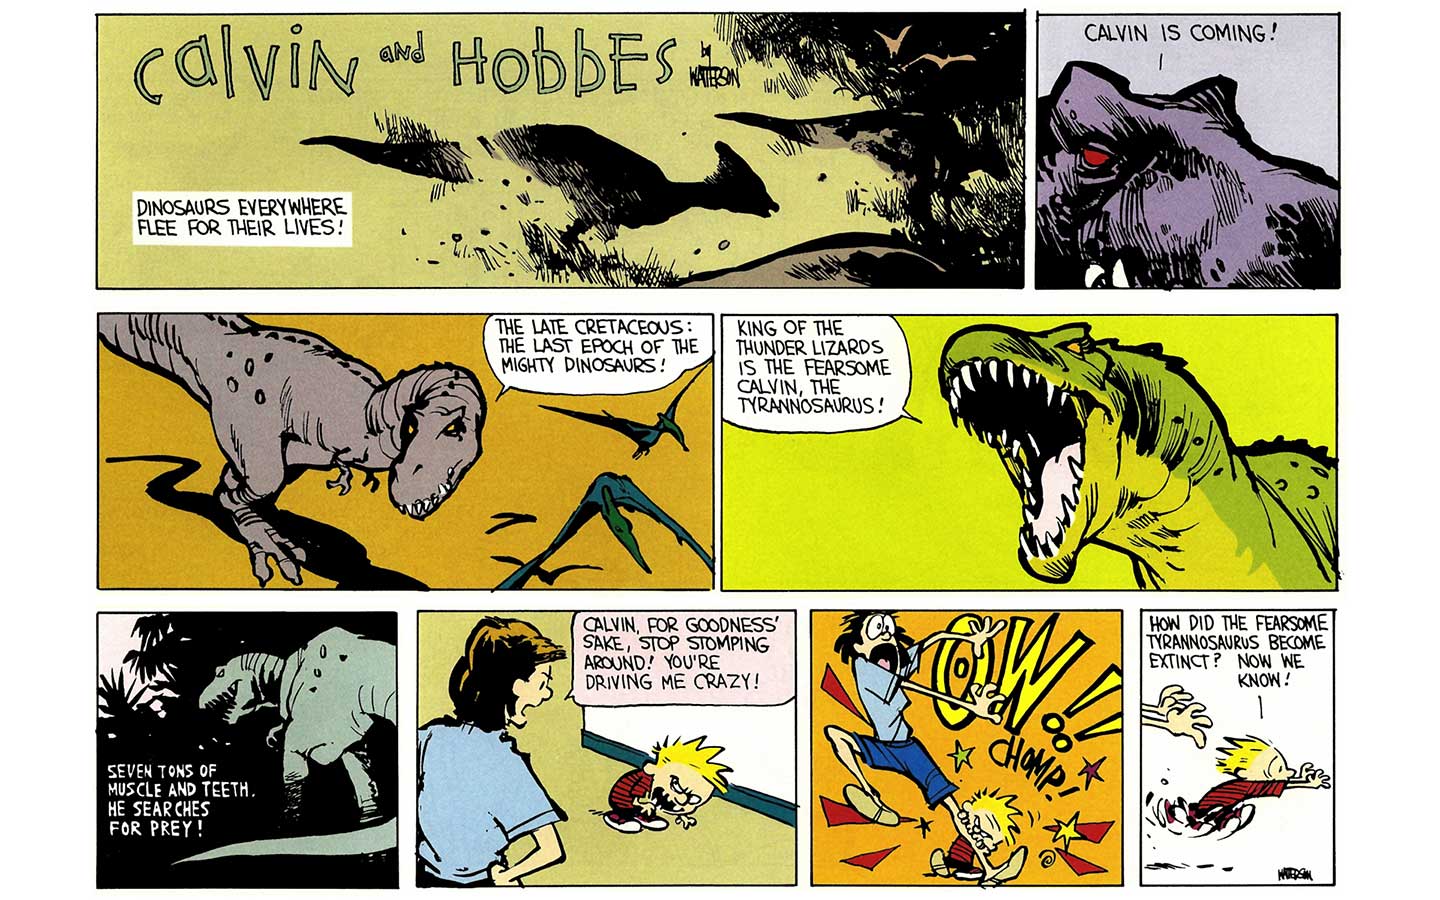 CALVIN and HOBBES
by
WATTERSON
DINOSAURS EVERYWHERE
FLEE FOR THEIR LIVES!
CALVIN IS COMING!
THE LATE CRETACEOUS:
THE LAST EPOCH OF THE
MIGHTY DINOSAURS!
KING OF THE
THUNDER LIZARDS
IS THE FEARSOME
CALVIN, THE
TYRANNOSAURUS!
SEVEN TONS OF
MUSCLE AND TEETH.
HE SEARCHES
FOR PREY!
CALVIN, FOR GOODNESS'
SAKE, STOP STOMPING
AROUND! YOU'RE
DRIVING ME CRAZY!
OW!!
CHOMP!
HOW DID THE FEARSOME
TYRANNOSAURUS BECOME
EXTINCT? NOW WE
KNOW!
WATTERSON